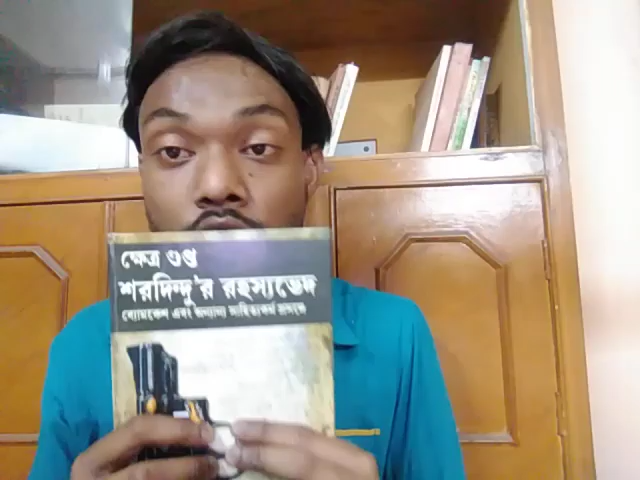 ক্ষেত্র গুপ্ত
শরদিন্দু'র রহস্যভেদ
ব্যোমকেশ এবং অন্যান্য সাহিত্যকর্ম প্রসঙ্গে